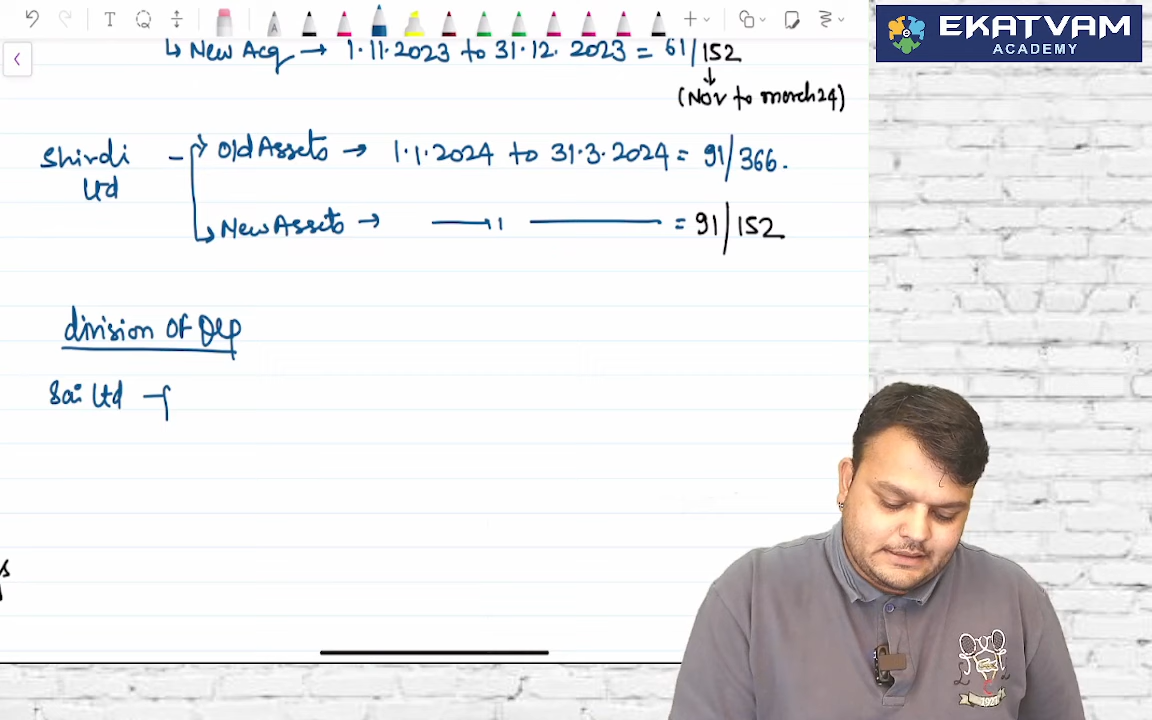 EKATVAM
ACADEMY
↳ New Acq → 1.11.2023 to 31.12.2023 = 61/152
↓
(Nov to march24)
Shirdi Ltd - Old Assets → 1.1.2024 to 31.3.2024 = 91/366.
↳ New Assets → —— 11 —— = 91/152
division of Dep
Sai Ltd